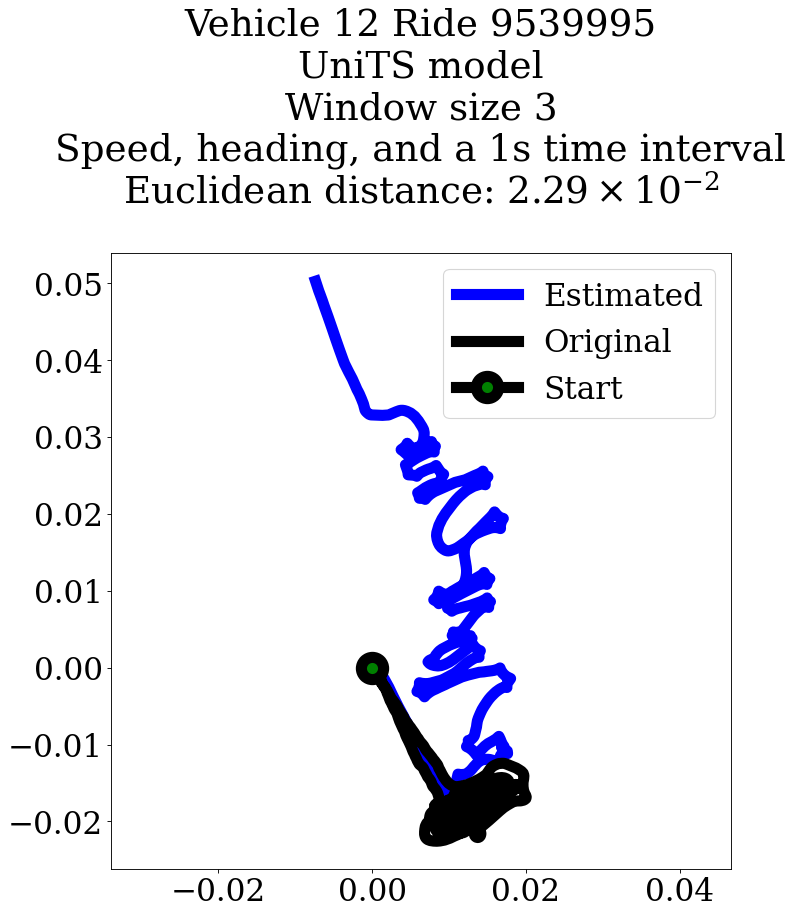 Vehicle 12 Ride 9539995
UniTS model
Window size 3
Speed, heading, and a 1s time interval
Euclidean distance: 2.29 × 10⁻²
Estimated
Original
Start
0.05
0.04
0.03
0.02
0.01
0.00
−0.01
−0.02
−0.02 0.00 0.02 0.04